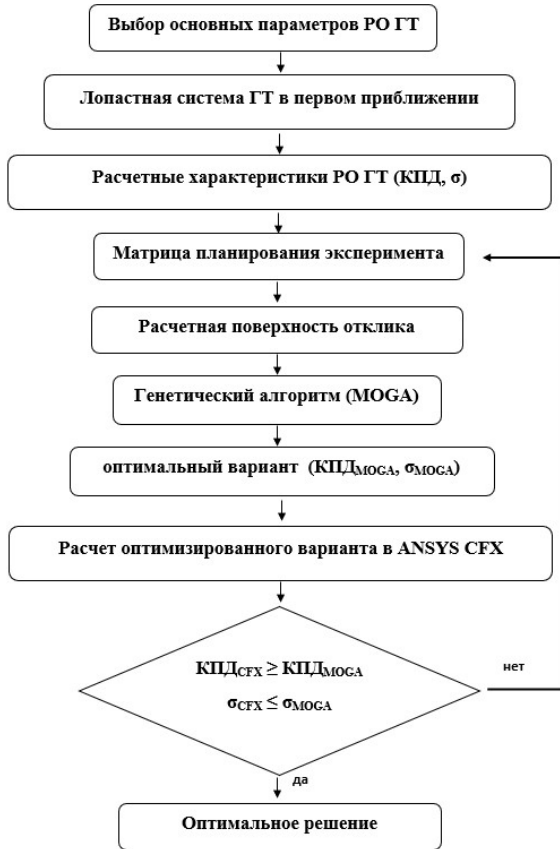 Выбор основных параметров РО ГТ
Лопастная система ГТ в первом приближении
Расчетные характеристики РО ГТ (КПД, σ)
Матрица планирования эксперимента
Расчетная поверхность отклика
Генетический алгоритм (MOGA)
оптимальный вариант (КПДMOGA, σMOGA)
Расчет оптимизированного варианта в ANSYS CFX
КПДCFX ≥ КПДMOGA
σCFX ≤ σMOGA
нет
да
Оптимальное решение